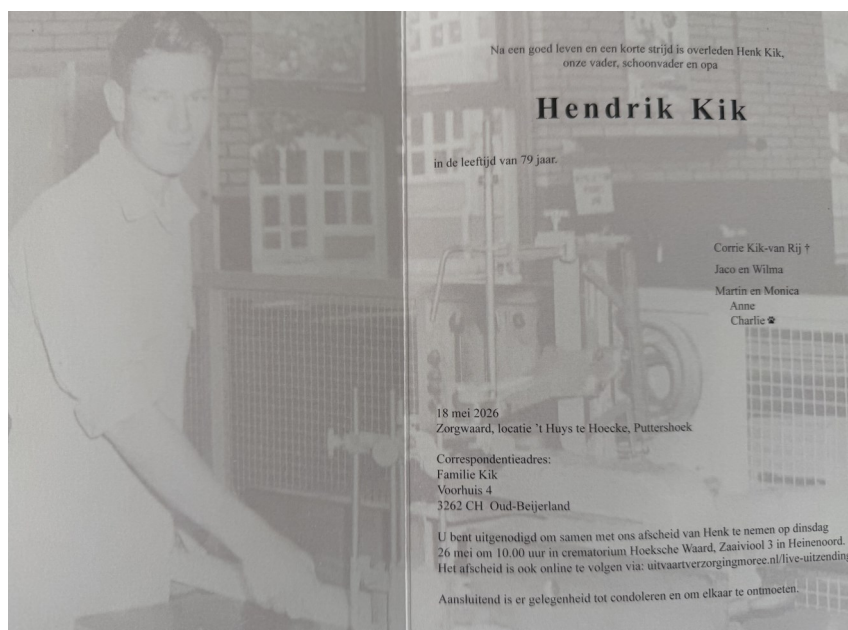 Na een goed leven en een korte strijd is overleden Henk Kik,
onze vader, schoonvader en opa
Hendrik Kik
in de leeftijd van 79 jaar.
Corrie Kik-van Rij †
Jaco en Wilma
Martin en Monica
Anne
Charlie
18 mei 2026
Zorgwaard, locatie 't Huys te Hoecke, Puttershoek
Correspondentieadres:
Familie Kik
Voorhuis 4
3262 CH Oud-Beijerland
U bent uitgenodigd om samen met ons afscheid van Henk te nemen op dinsdag
26 mei om 10.00 uur in crematorium Hoeksche Waard, Zaaiviool 3 in Heinenoord.
Het afscheid is ook online te volgen via: uitvaartverzorgingmoree.nl/live-uitzending
Aansluitend is er gelegenheid tot condoleren en om elkaar te ontmoeten.